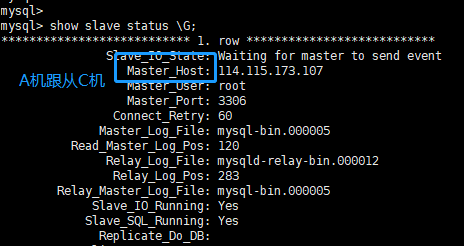 mysql>
mysql> show slave status \G;
*************************** 1. row ***************************
Slave_IO_State: Waiting for master to send event
Master_Host: 114.115.173.107
A机跟从C机
Master_User: root
Master_Port: 3306
Connect_Retry: 60
Master_Log_File: mysql-bin.000005
Read_Master_Log_Pos: 120
Relay_Log_File: mysqld-relay-bin.000012
Relay_Log_Pos: 283
Relay_Master_Log_File: mysql-bin.000005
Slave_IO_Running: Yes
Slave_SQL_Running: Yes
Replicate_Do_DB: